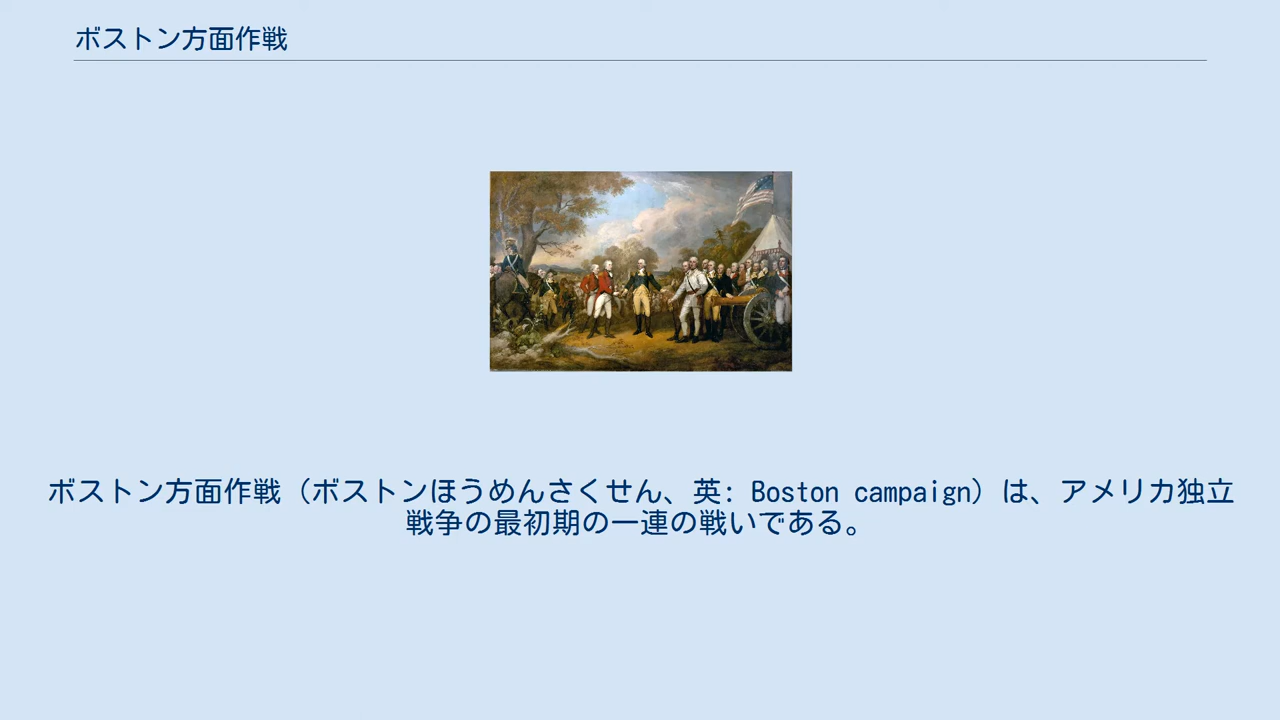 ボストン方面作戦
ボストン方面作戦（ボストンほうめんさくせん、英: Boston campaign）は、アメリカ独立
戦争の最初期の一連の戦いである。